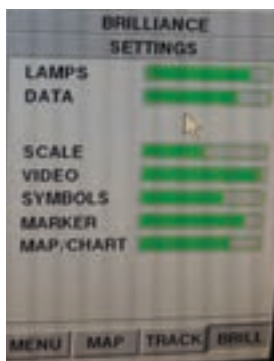 BRILLIANCE
SETTINGS
LAMPS
DATA
SCALE
VIDEO
SYMBOLS
MARKER
MAP/CHART
MENU MAP TRACK BRILL